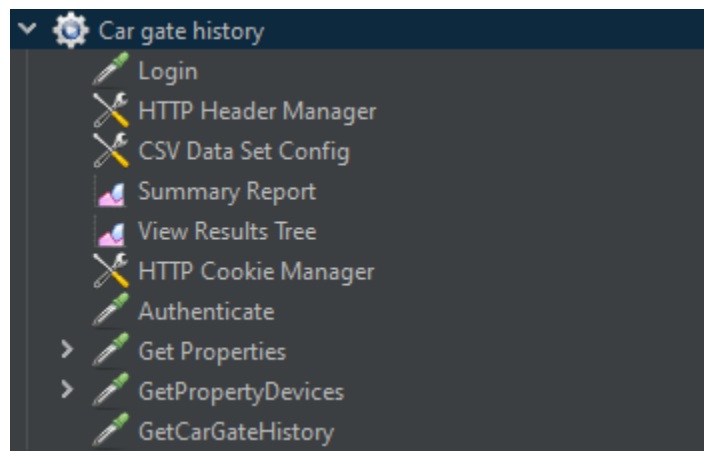 Car gate history
Login
HTTP Header Manager
CSV Data Set Config
Summary Report
View Results Tree
HTTP Cookie Manager
Authenticate
Get Properties
GetPropertyDevices
GetCarGateHistory